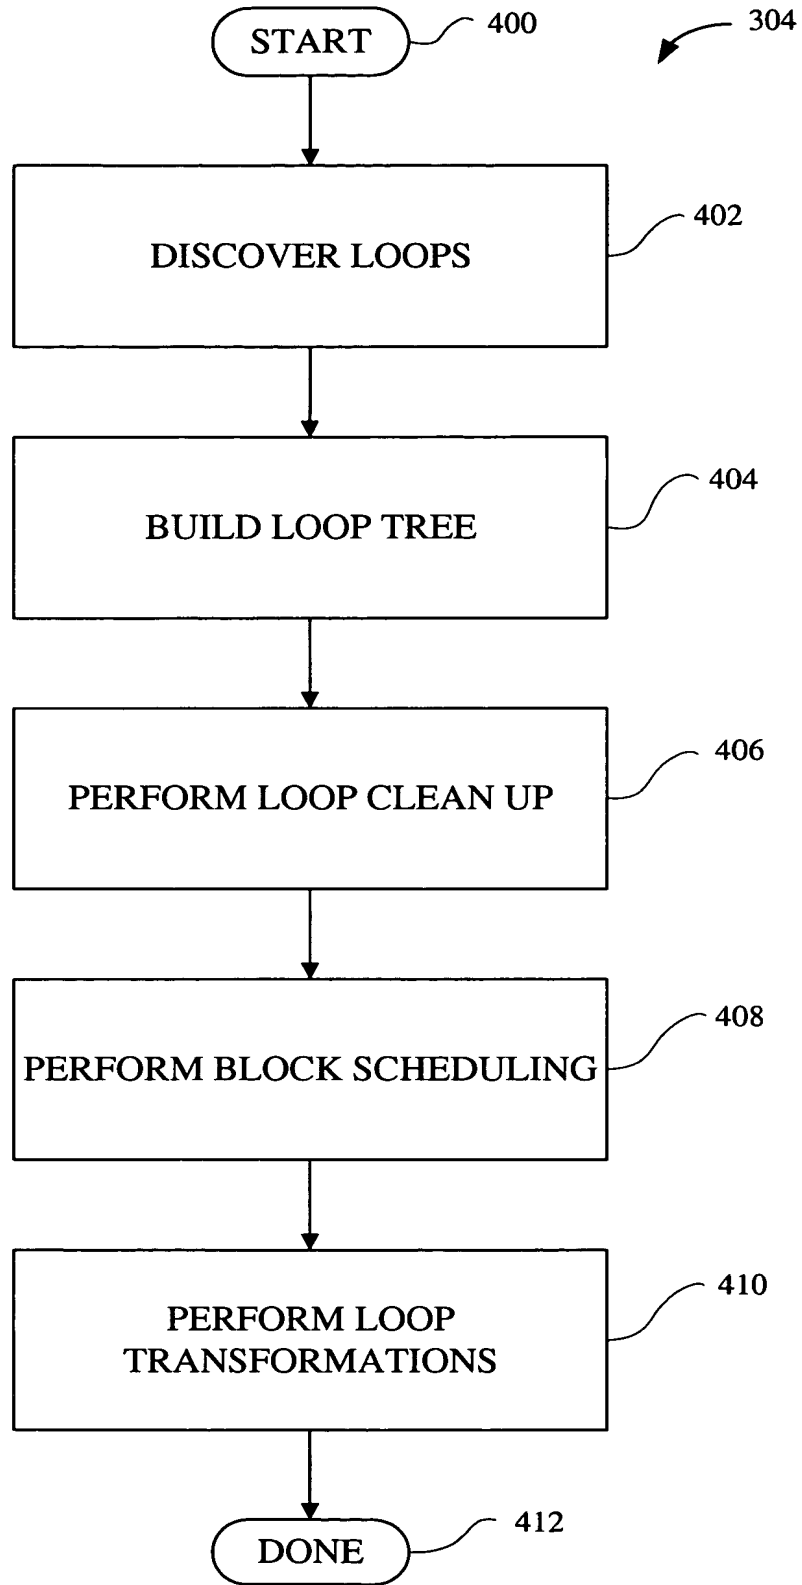 START
400
304
DISCOVER LOOPS
402
BUILD LOOP TREE
404
PERFORM LOOP CLEAN UP
406
PERFORM BLOCK SCHEDULING
408
PERFORM LOOP
TRANSFORMATIONS
410
DONE
412